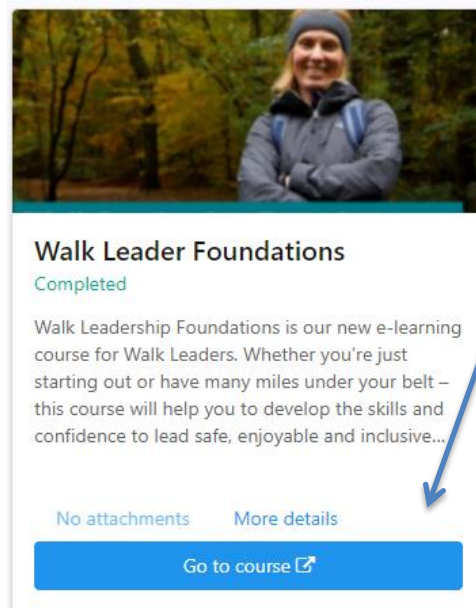 Walk Leader Foundations
Completed
Walk Leadership Foundations is our new e-learning
course for Walk Leaders. Whether you're just
starting out or have many miles under your belt –
this course will help you to develop the skills and
confidence to lead safe, enjoyable and inclusive...
No attachments More details
Go to course